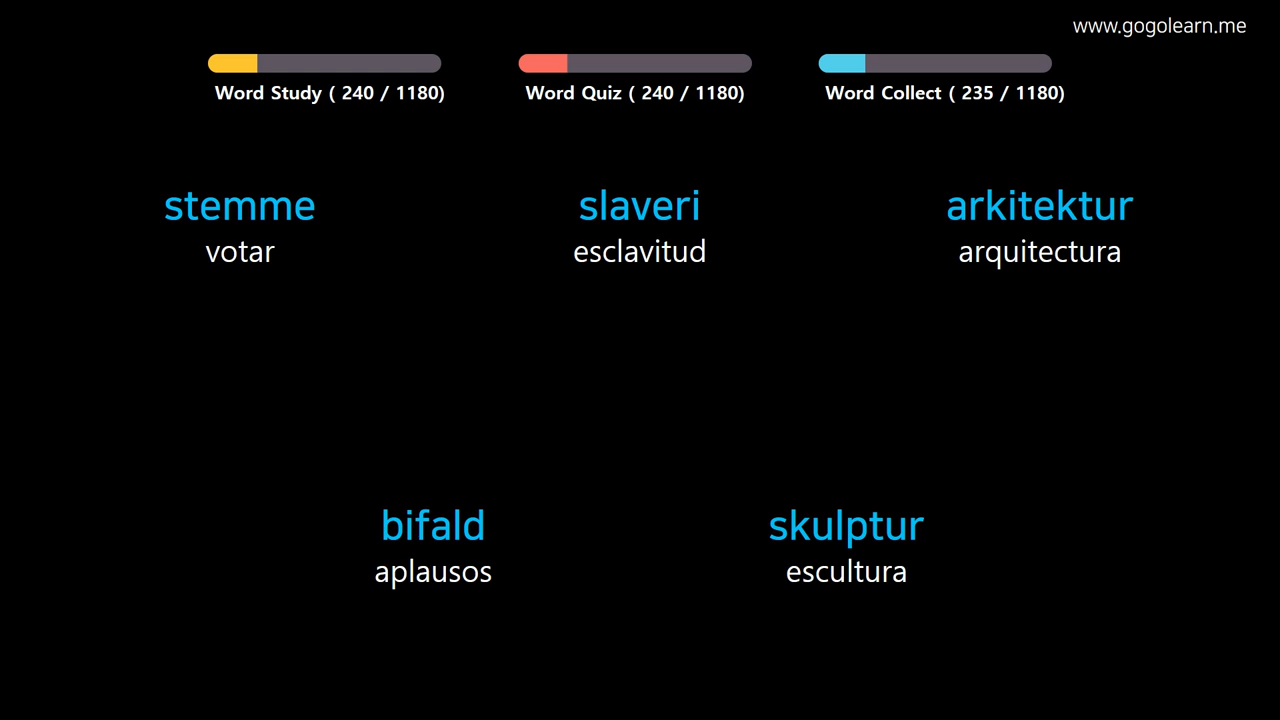 www.gogolearn.me
Word Study ( 240 / 1180)
Word Quiz ( 240 / 1180)
Word Collect ( 235 / 1180)
stemme
votar
slaveri
esclavitud
arkitektur
arquitectura
bifald
aplausos
skulptur
escultura